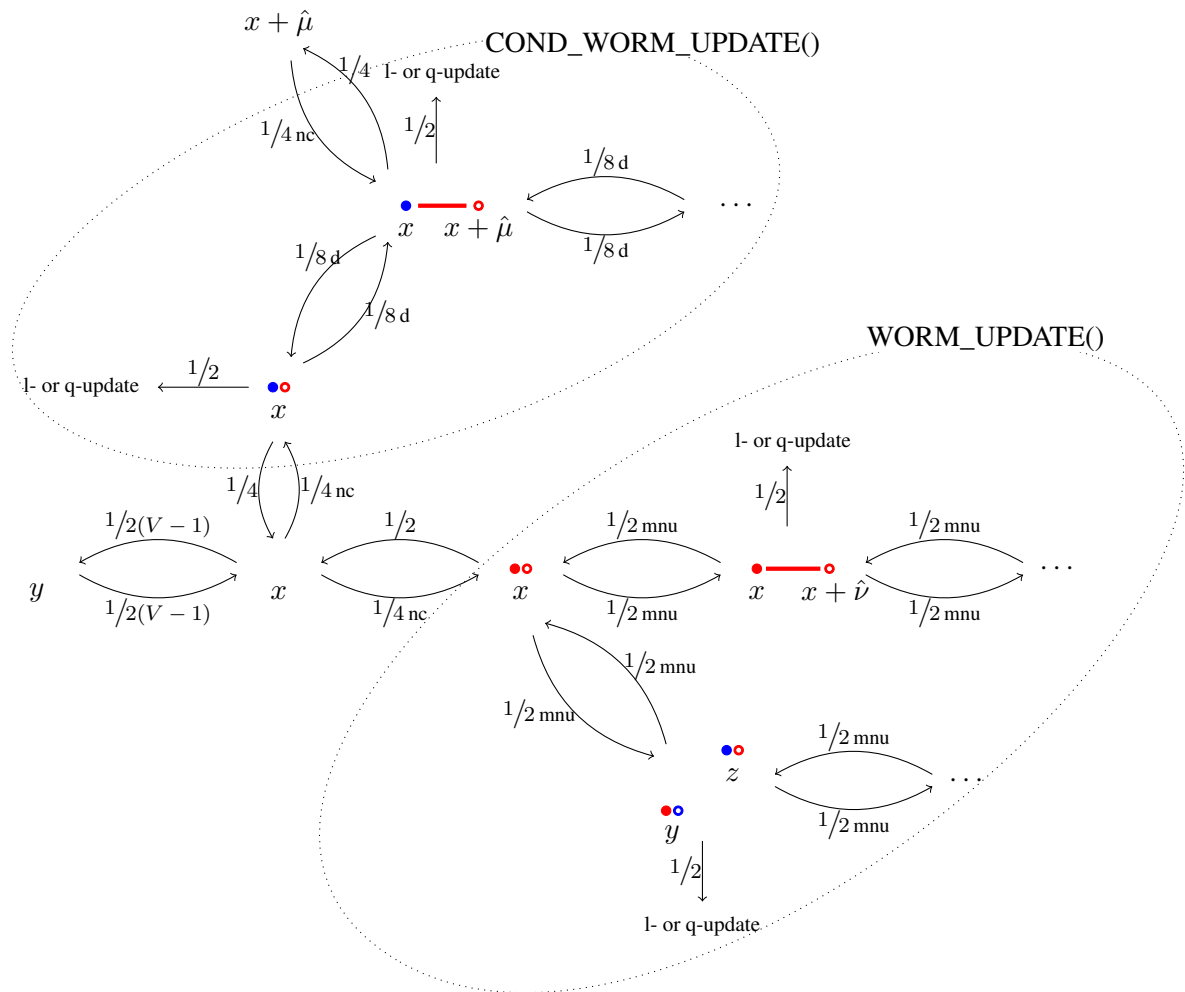 x + μ̂
COND_WORM_UPDATE()
1/4
l- or q-update
1/4 nc
1/2
1/8 d
x
x + μ̂
...
1/8 d
1/8 d
1/8 d
WORM_UPDATE()
l- or q-update
1/2
x
l- or q-update
1/4
1/4 nc
1/2
1/2(V − 1)
1/2
1/2 mnu
1/2 mnu
y
x
x
x
x + ν̂
...
1/2(V − 1)
1/4 nc
1/2 mnu
1/2 mnu
1/2 mnu
1/2 mnu
1/2 mnu
z
...
1/2 mnu
y
1/2
l- or q-update